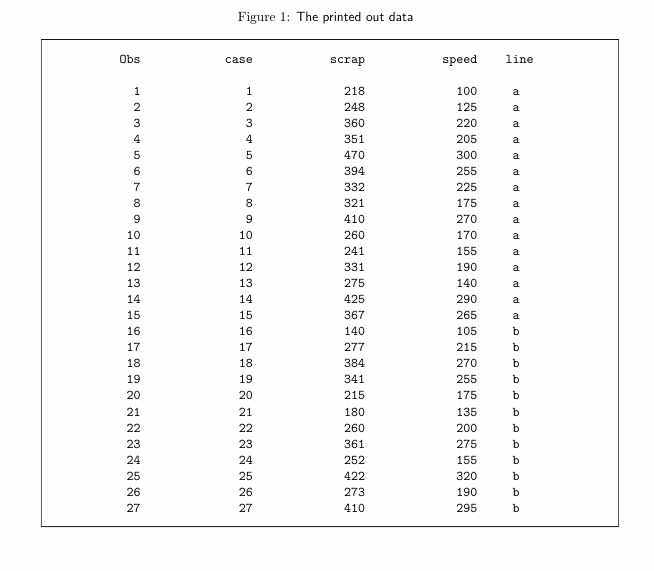 Figure 1: The printed out data
Obs case scrap speed line
1 1 218 100 a
2 2 248 125 a
3 3 360 220 a
4 4 351 205 a
5 5 470 300 a
6 6 394 255 a
7 7 332 225 a
8 8 321 175 a
9 9 410 270 a
10 10 260 170 a
11 11 241 155 a
12 12 331 190 a
13 13 275 140 a
14 14 425 290 a
15 15 367 265 a
16 16 140 105 b
17 17 277 215 b
18 18 384 270 b
19 19 341 255 b
20 20 215 175 b
21 21 180 135 b
22 22 260 200 b
23 23 361 275 b
24 24 252 155 b
25 25 422 320 b
26 26 273 190 b
27 27 410 295 b